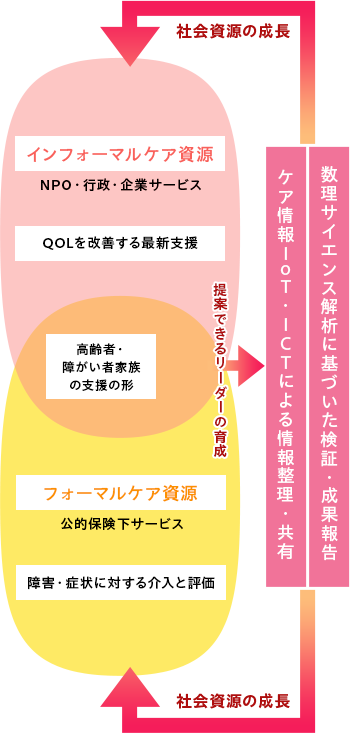 社会資源の成長
インフォーマルケア資源
NPO・行政・企業サービス
QOLを改善する最新支援
高齢者・
障がい者家族
の支援の形
提案できるリーダーの育成
フォーマルケア資源
公的保険下サービス
障害・症状に対する介入と評価
数理サイエンス解析に基づいた検証・成果報告
ケア情報IoT・ICTによる情報整理・共有
社会資源の成長